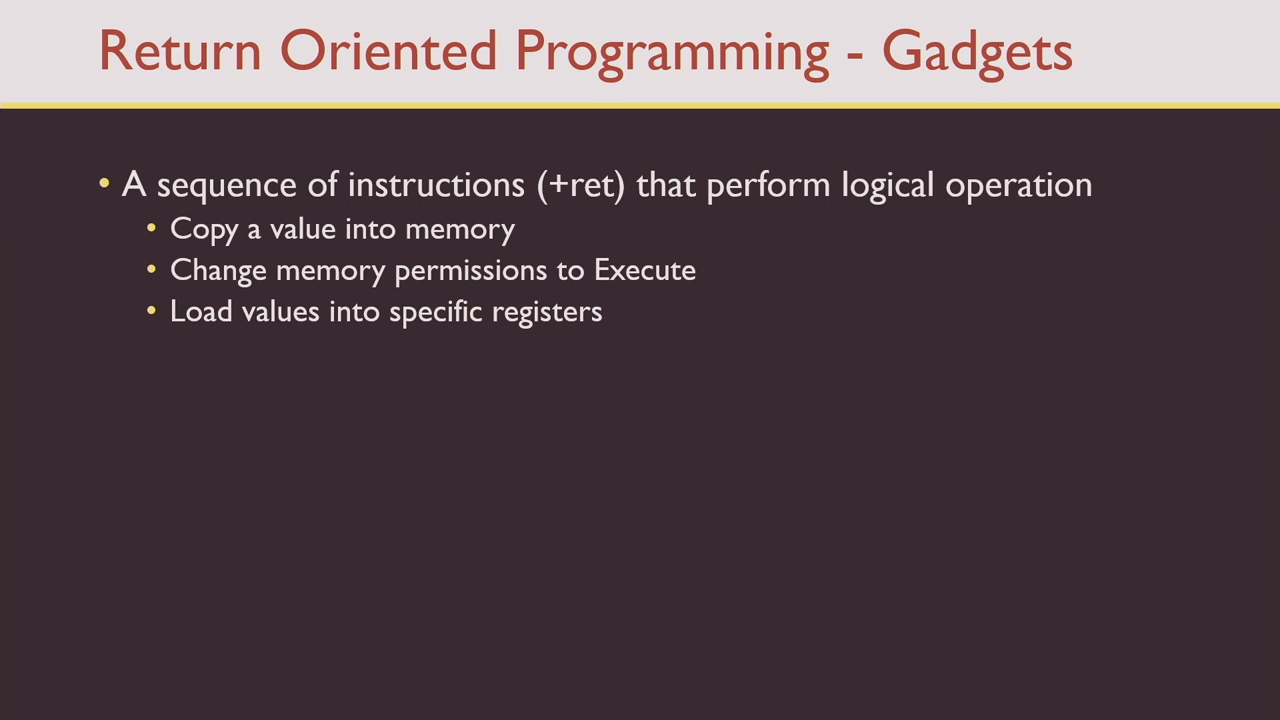 Return Oriented Programming - Gadgets
• A sequence of instructions (+ret) that perform logical operation
• Copy a value into memory
• Change memory permissions to Execute
• Load values into specific registers